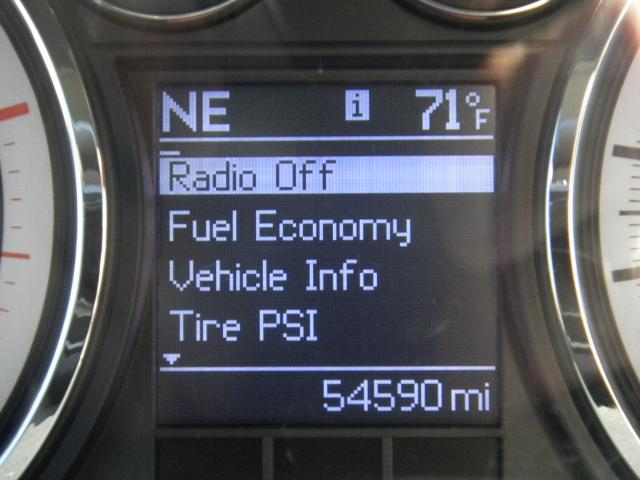 NE i 71°F
Radio Off
Fuel Economy
Vehicle Info
Tire PSI
54590 mi